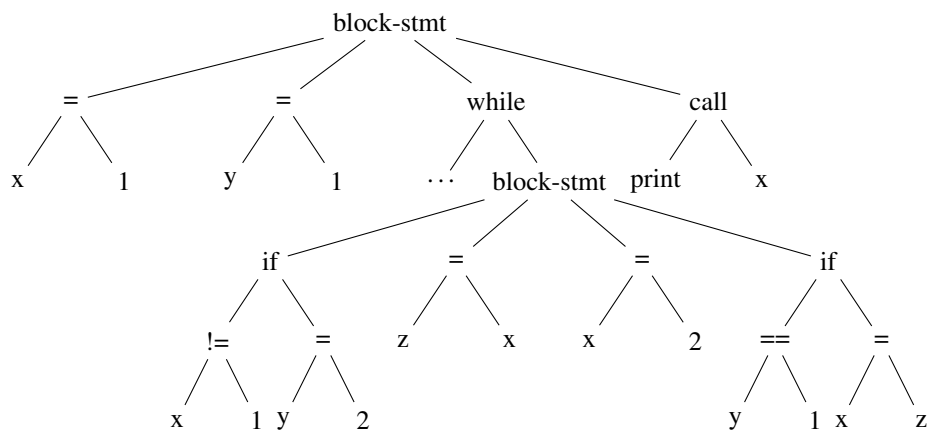 block-stmt
= = while call
x 1 y 1 ... block-stmt print x
if = = if
!= = z x x 2 == =
x 1 y 2 y 1 x z